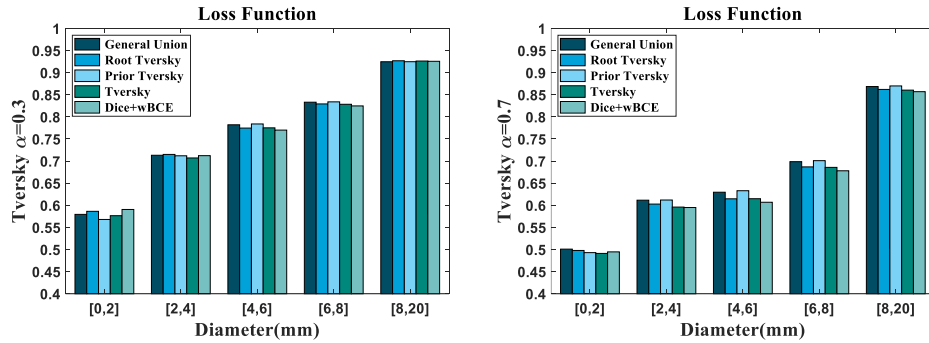 Loss Function
1
0.95
0.9
0.85
0.8
0.75
0.7
0.65
0.6
0.55
0.5
0.45
0.4
Tversky α=0.3
General Union
Root Tversky
Prior Tversky
Tversky
Dice+wBCE
[0,2] [2,4] [4,6] [6,8] [8,20]
Diameter(mm)
Loss Function
1
0.95
0.9
0.85
0.8
0.75
0.7
0.65
0.6
0.55
0.5
0.45
0.4
Tversky α=0.7
General Union
Root Tversky
Prior Tversky
Tversky
Dice+wBCE
[0,2] [2,4] [4,6] [6,8] [8,20]
Diameter(mm)